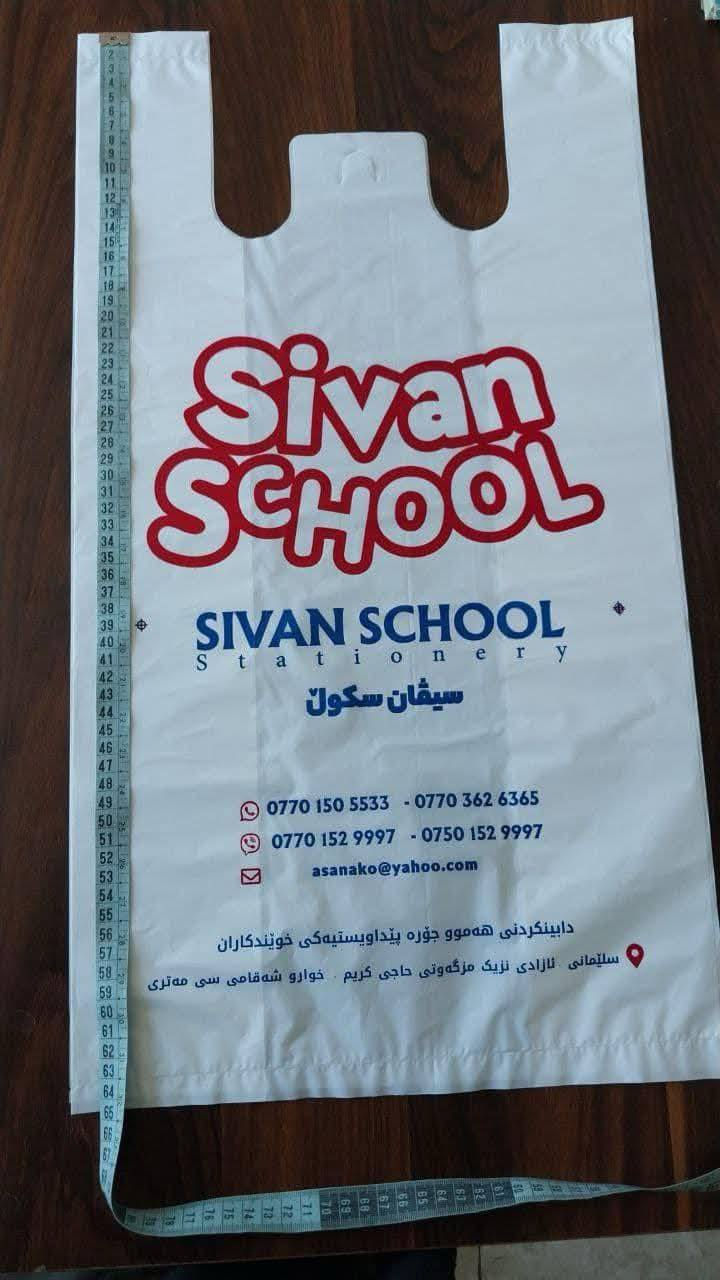 Sivan
SCHOOL
SIVAN SCHOOL
Stationery
سیڤان سکوڵ
0770 150 5533 - 0770 362 6365
0770 152 9997 - 0750 152 9997
asanako@yahoo.com
دابینکردنی هەموو جۆرە پێداویستیەکی خوێندکاران
سلێمانی . ئازادی نزیک مزگەوتی حاجی کریم . خوارو شەقامی سی مەتری